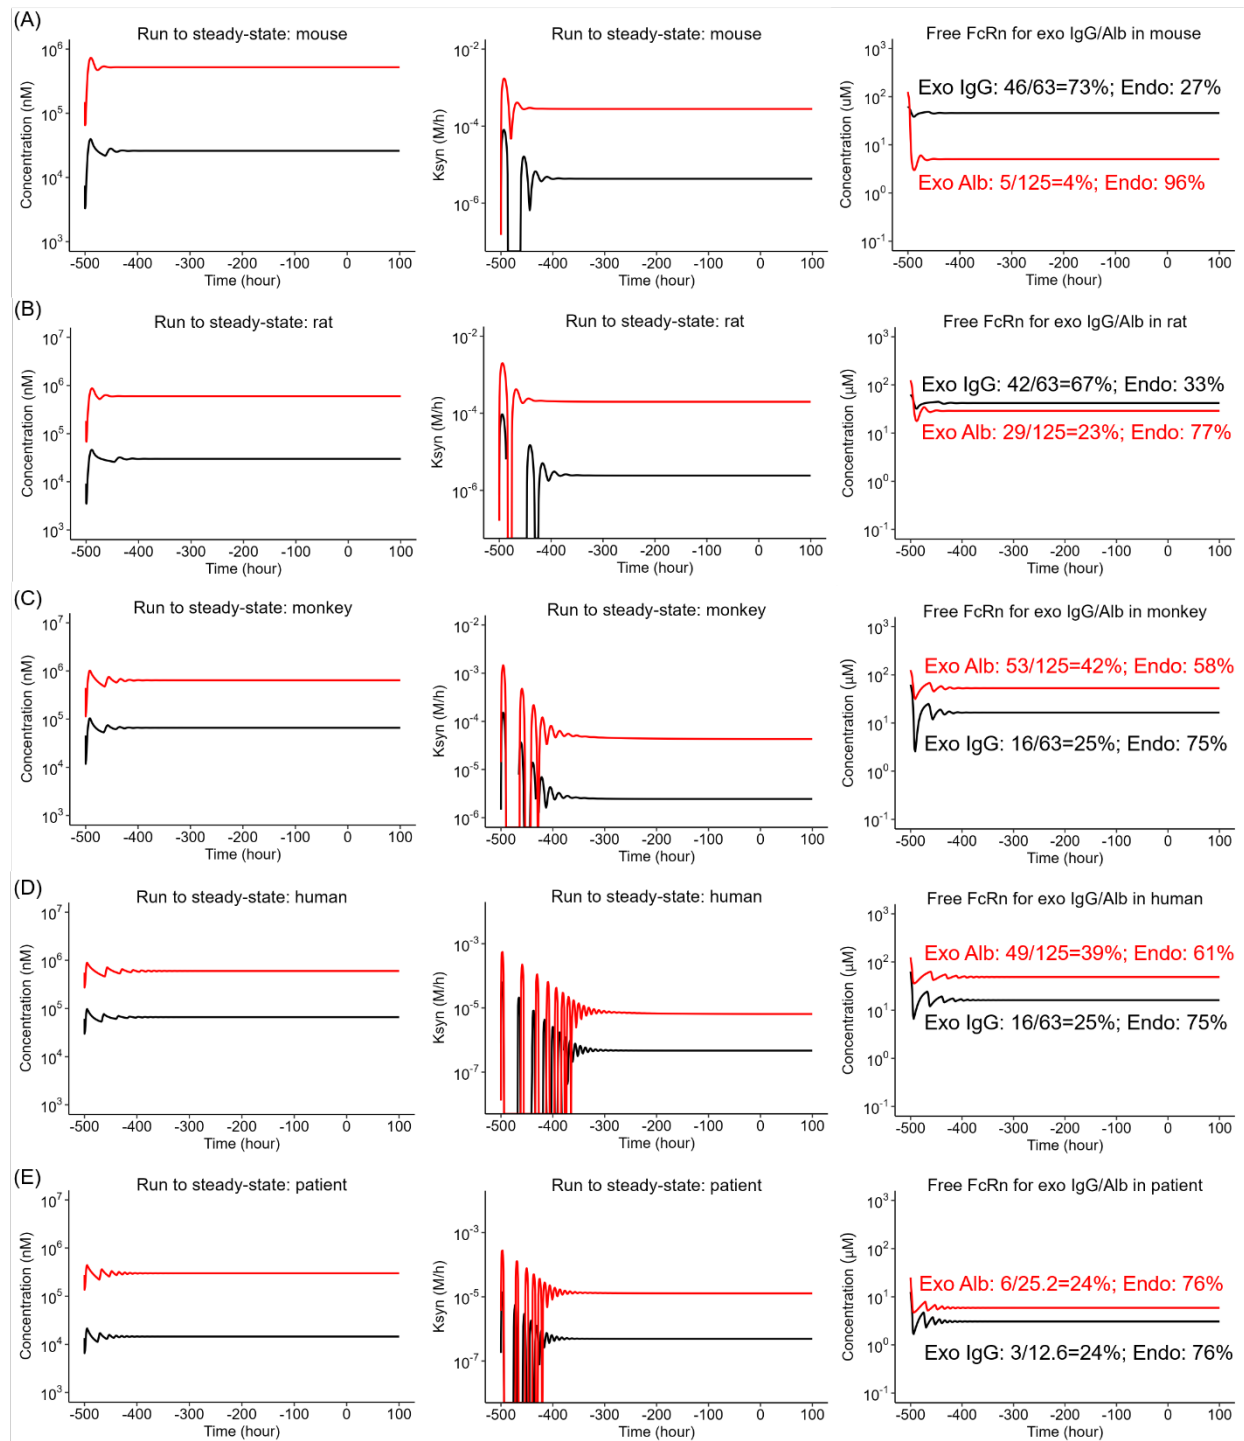 (A)
Run to steady-state: mouse
Run to steady-state: mouse
Free FcRn for exo IgG/Alb in mouse
Concentration (nM)
10^6
10^5
10^4
10^3
-500 -400 -300 -200 -100 0 100
Time (hour)
Ksyn (M/h)
10^-2
10^-4
10^-6
-500 -400 -300 -200 -100 0 100
Time (hour)
Concentration (uM)
10^3
10^2
10^1
10^0
10^-1
Exo IgG: 46/63=73%; Endo: 27%
Exo Alb: 5/125=4%; Endo: 96%
-500 -400 -300 -200 -100 0 100
Time (hour)
(B)
Run to steady-state: rat
Run to steady-state: rat
Free FcRn for exo IgG/Alb in rat
Concentration (nM)
10^7
10^6
10^5
10^4
10^3
-500 -400 -300 -200 -100 0 100
Time (hour)
Ksyn (M/h)
10^-2
10^-4
10^-6
-500 -400 -300 -200 -100 0 100
Time (hour)
Concentration (µM)
10^3
10^2
10^1
10^0
10^-1
Exo IgG: 42/63=67%; Endo: 33%
Exo Alb: 29/125=23%; Endo: 77%
-500 -400 -300 -200 -100 0 100
Time (hour)
(C)
Run to steady-state: monkey
Run to steady-state: monkey
Free FcRn for exo IgG/Alb in monkey
Concentration (nM)
10^7
10^6
10^5
10^4
10^3
-500 -400 -300 -200 -100 0 100
Time (hour)
Ksyn (M/h)
10^-2
10^-3
10^-4
10^-5
10^-6
-500 -400 -300 -200 -100 0 100
Time (hour)
Concentration (µM)
10^3
10^2
10^1
10^0
10^-1
Exo Alb: 53/125=42%; Endo: 58%
Exo IgG: 16/63=25%; Endo: 75%
-500 -400 -300 -200 -100 0 100
Time (hour)
(D)
Run to steady-state: human
Run to steady-state: human
Free FcRn for exo IgG/Alb in human
Concentration (nM)
10^7
10^6
10^5
10^4
10^3
-500 -400 -300 -200 -100 0 100
Time (hour)
Ksyn (M/h)
10^-3
10^-5
10^-7
-500 -400 -300 -200 -100 0 100
Time (hour)
Concentration (µM)
10^3
10^2
10^1
10^0
10^-1
Exo Alb: 49/125=39%; Endo: 61%
Exo IgG: 16/63=25%; Endo: 75%
-500 -400 -300 -200 -100 0 100
Time (hour)
(E)
Run to steady-state: patient
Run to steady-state: patient
Free FcRn for exo IgG/Alb in patient
Concentration (nM)
10^7
10^6
10^5
10^4
10^3
-500 -400 -300 -200 -100 0 100
Time (hour)
Ksyn (M/h)
10^-3
10^-5
10^-7
-500 -400 -300 -200 -100 0 100
Time (hour)
Concentration (µM)
10^3
10^2
10^1
10^0
10^-1
Exo Alb: 6/25.2=24%; Endo: 76%
Exo IgG: 3/12.6=24%; Endo: 76%
-500 -400 -300 -200 -100 0 100
Time (hour)